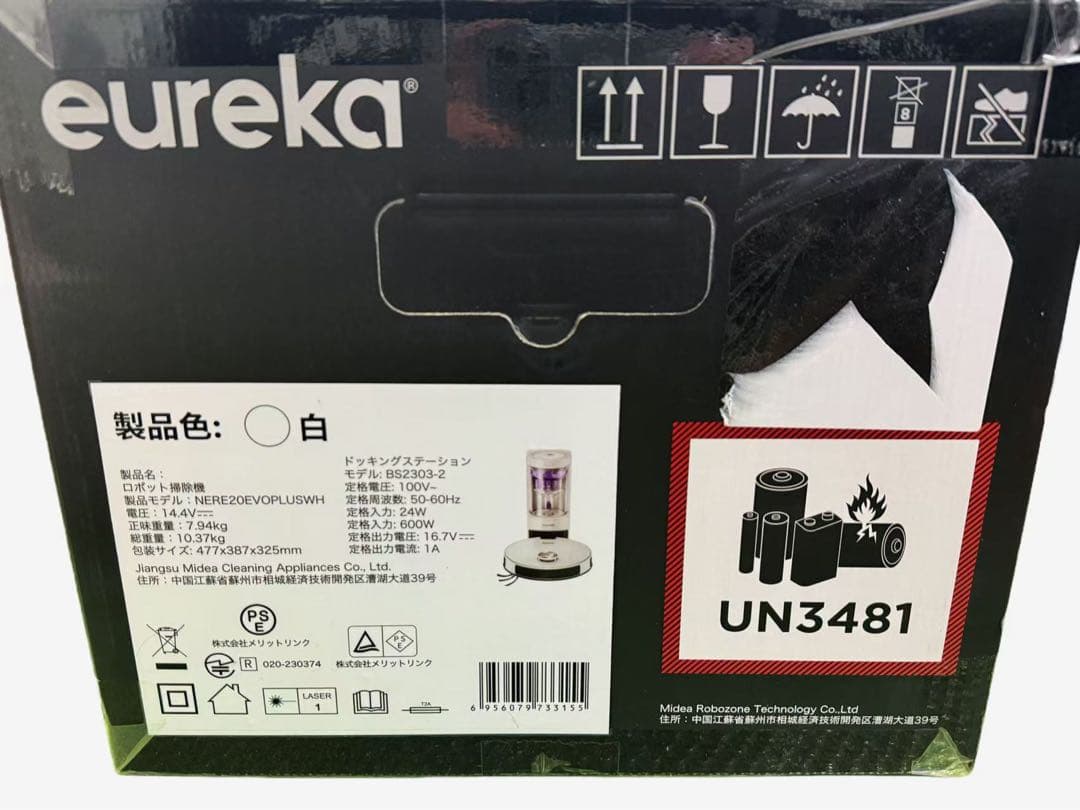 eureka®
8
製品色: 白
製品名：
ロボット掃除機
製品モデル：NERE20EVOPLUSWH
電圧：14.4V⎓
正味重量：7.94kg
総重量：10.37kg
包装サイズ: 477x387x325mm
ドッキングステーション
モデル: BS2303-2
定格電圧: 100V~
定格周波数: 50-60Hz
定格入力: 24W
定格入力: 600W
定格出力電圧: 16.7V⎓
定格出力電流: 1A
Jiangsu Midea Cleaning Appliances Co., Ltd.
住所：中国江蘇省蘇州市相城経済技術開発区漕湖大道39号
PSE
株式会社メリットリンク
R 020-230374
PSE
株式会社メリットリンク
LASER
1
T2A
6 956079 733155
UN3481
Midea Robozone Technology Co.,Ltd
住所：中国江蘇省蘇州市相城経済技術開発区漕湖大道39号